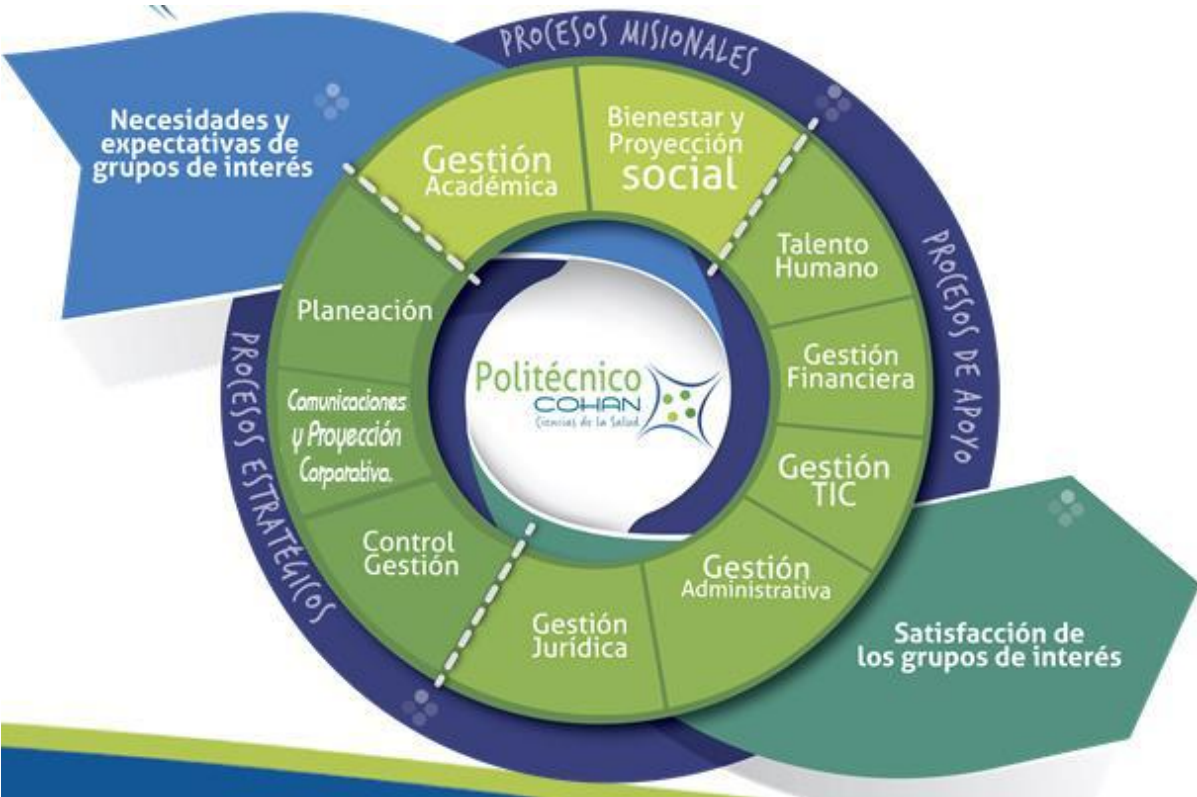 PROCESOS MISIONALES
Necesidades y
expectativas de
grupos de interés
Gestión
Académica
Bienestar y
Proyección
social
Talento
Humano
PROCESOS DE APOYO
Planeación
Gestión
Financiera
Politécnico
COHAN
Ciencias de la Salud
Comunicaciones
y Proyección
Corporativa.
PROCESOS ESTRATÉGICOS
Gestión
TIC
Control
Gestión
Gestión
Administrativa
Gestión
Jurídica
Satisfacción de
los grupos de interés